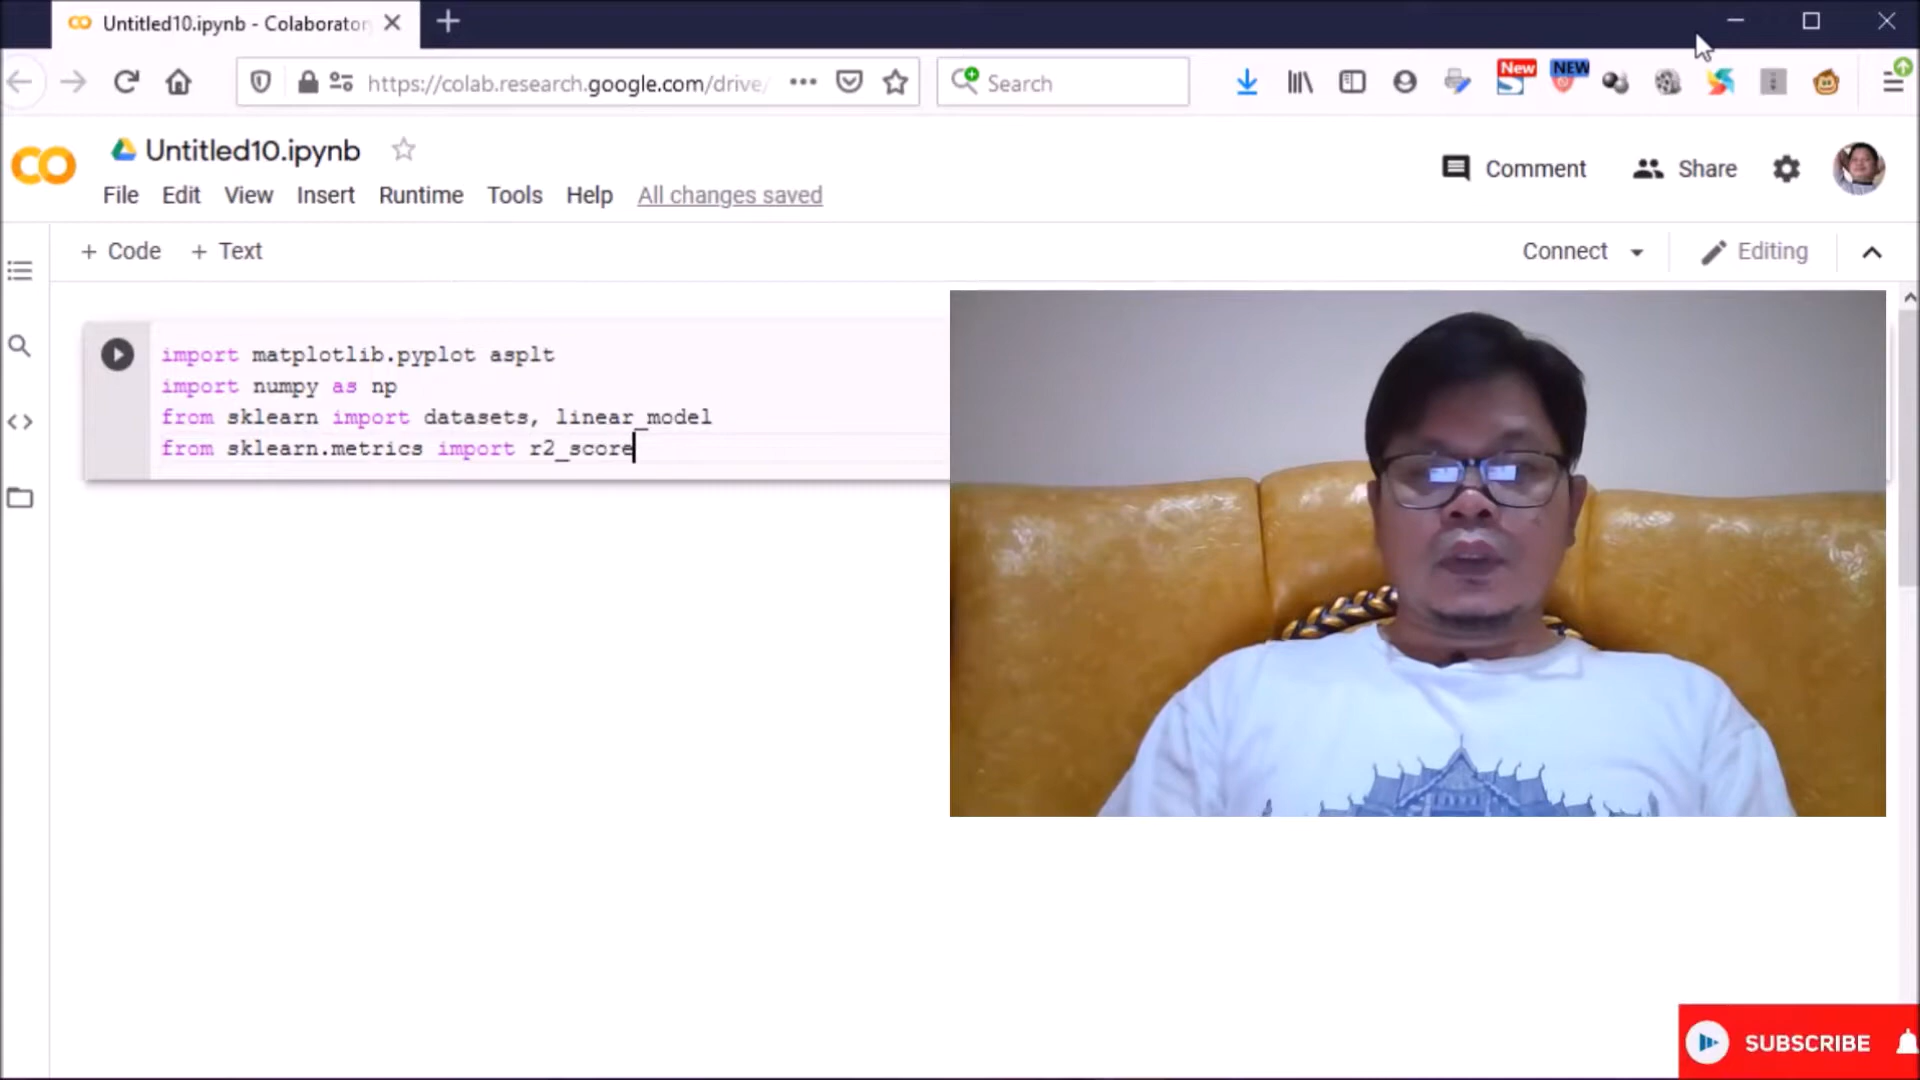 Untitled10.ipynb - Colaborator
https://colab.research.google.com/drive/
Search
New
NEW
Untitled10.ipynb
Comment
Share
File Edit View Insert Runtime Tools Help All changes saved
+ Code + Text
Connect
Editing
import matplotlib.pyplot asplt
import numpy as np
from sklearn import datasets, linear_model
from sklearn.metrics import r2_score
SUBSCRIBE